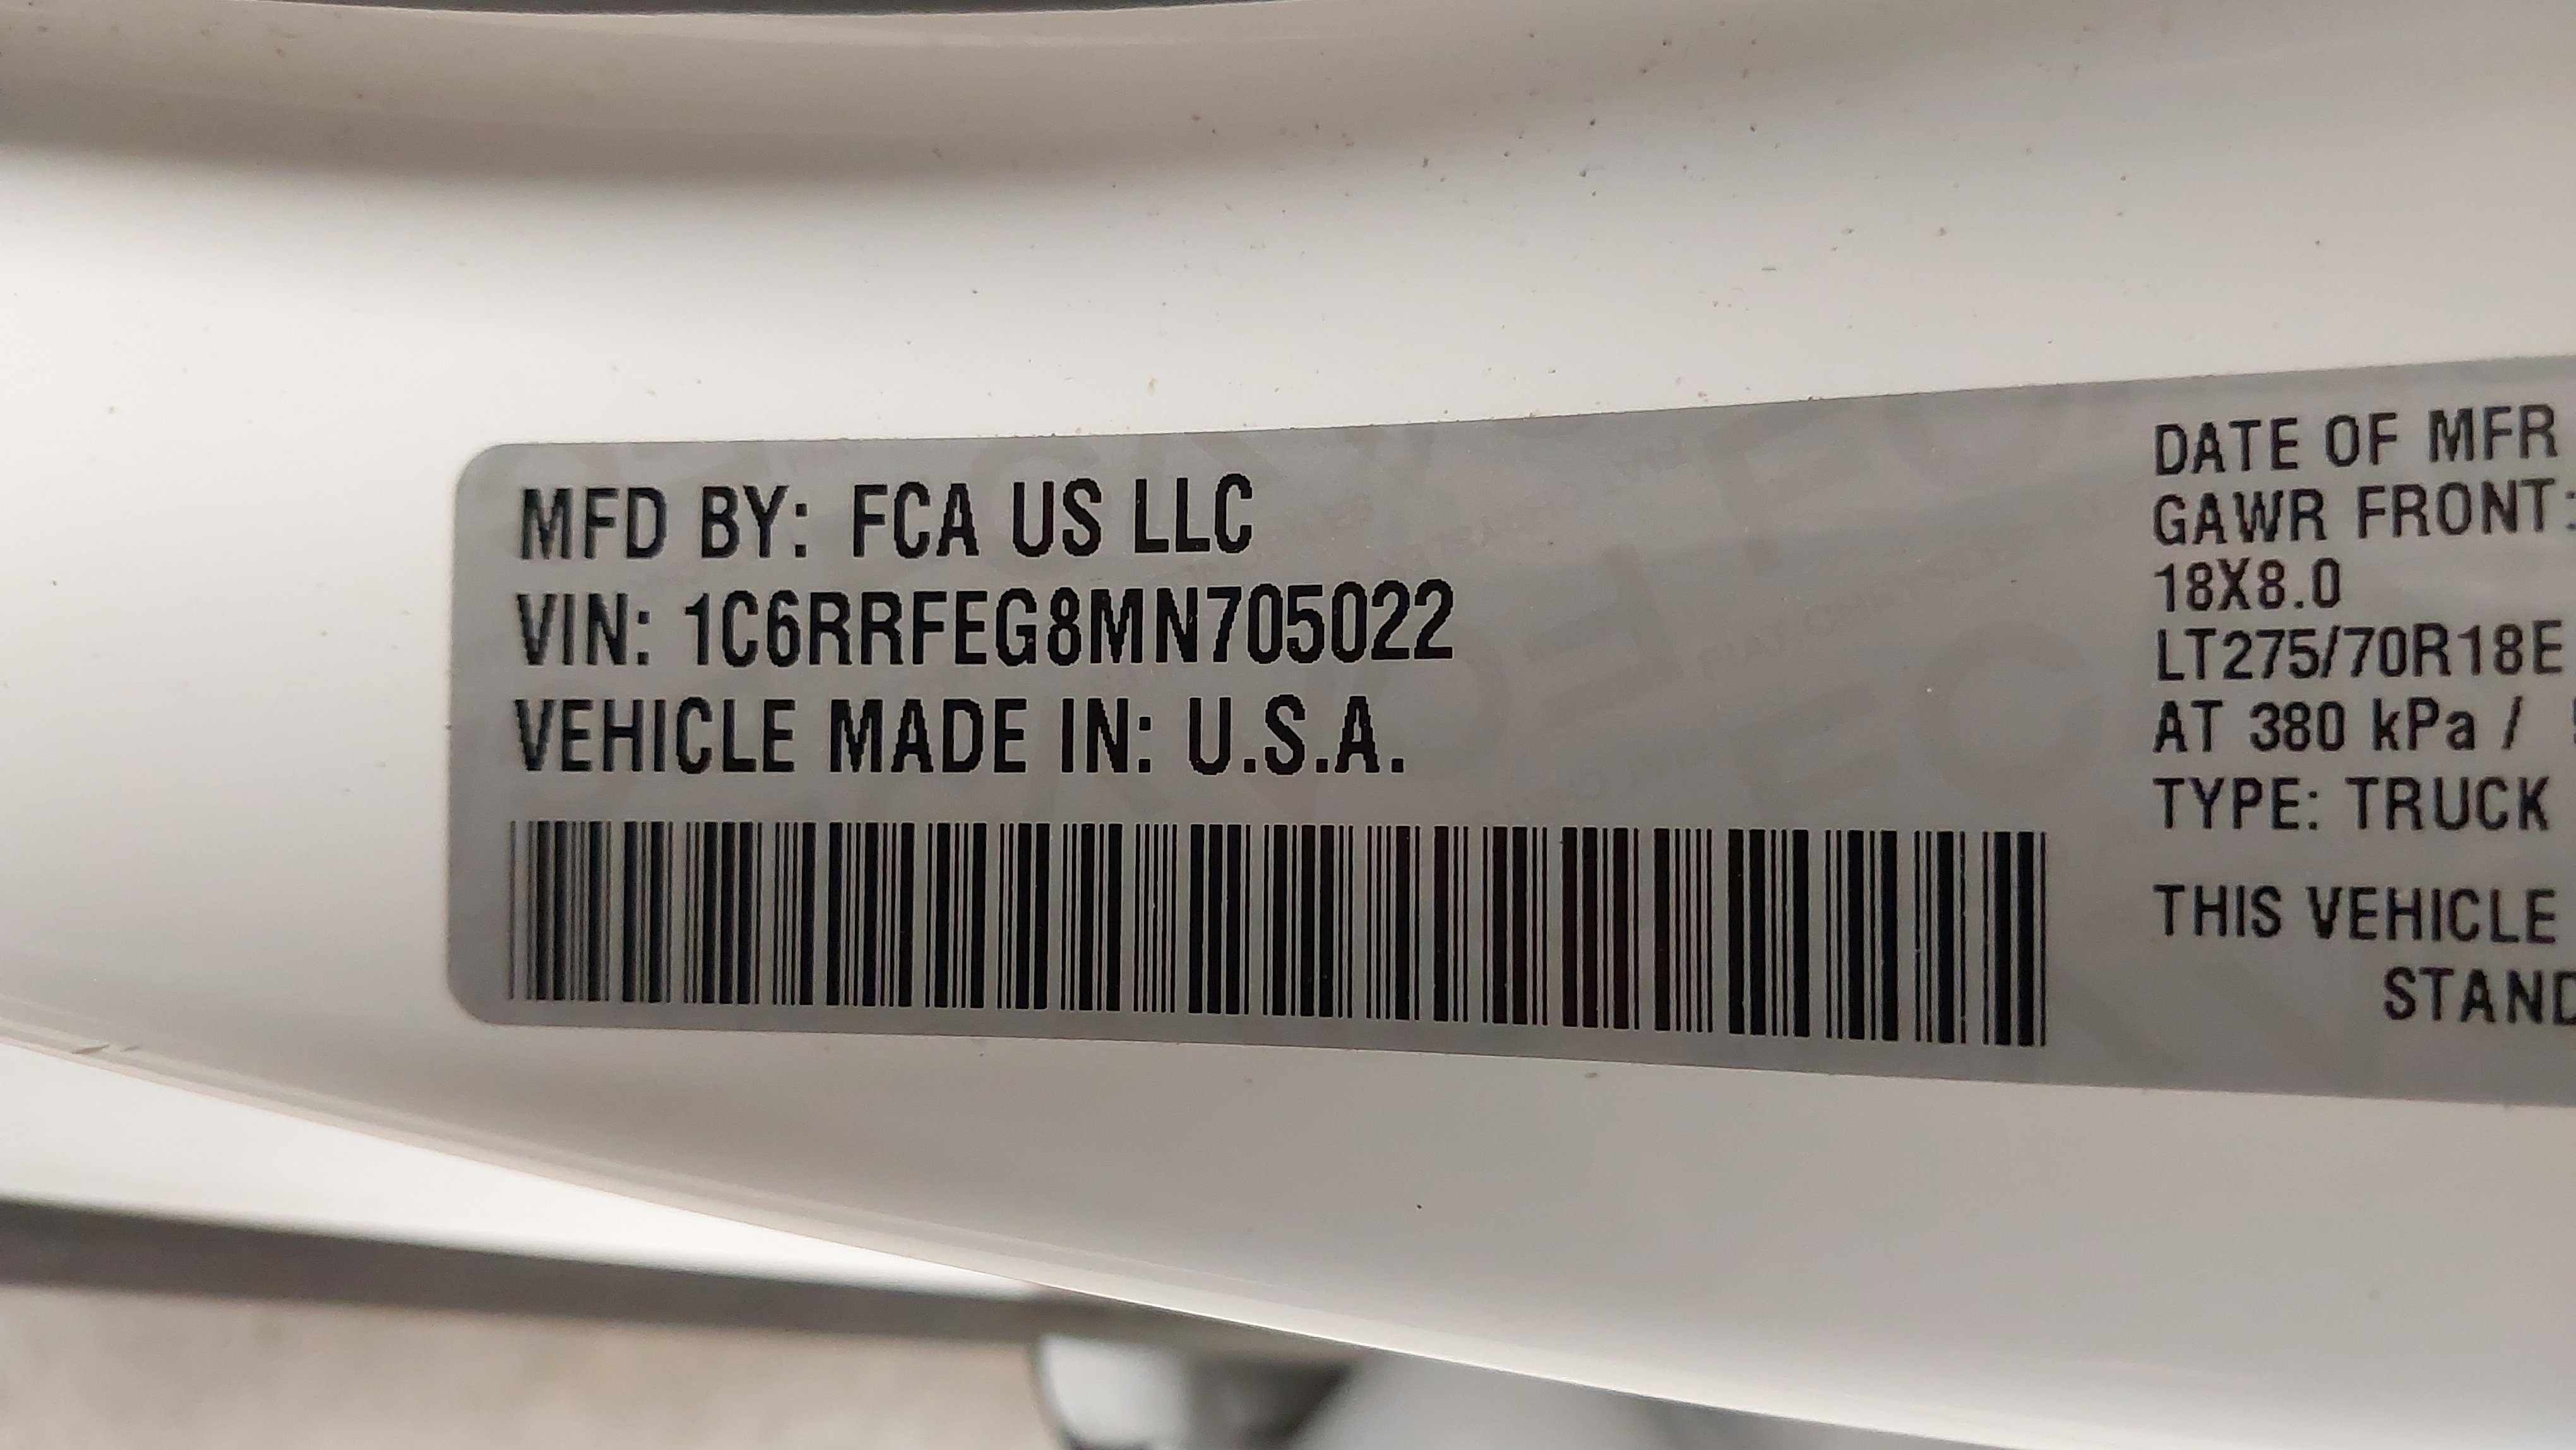 MFD BY: FCA US LLC
VIN: 1C6RRFEG8MN705022
VEHICLE MADE IN: U.S.A.
DATE OF MFR
GAWR FRONT:
18X8.0
LT275/70R18E
AT 380 kPa /
TYPE: TRUCK
THIS VEHICLE